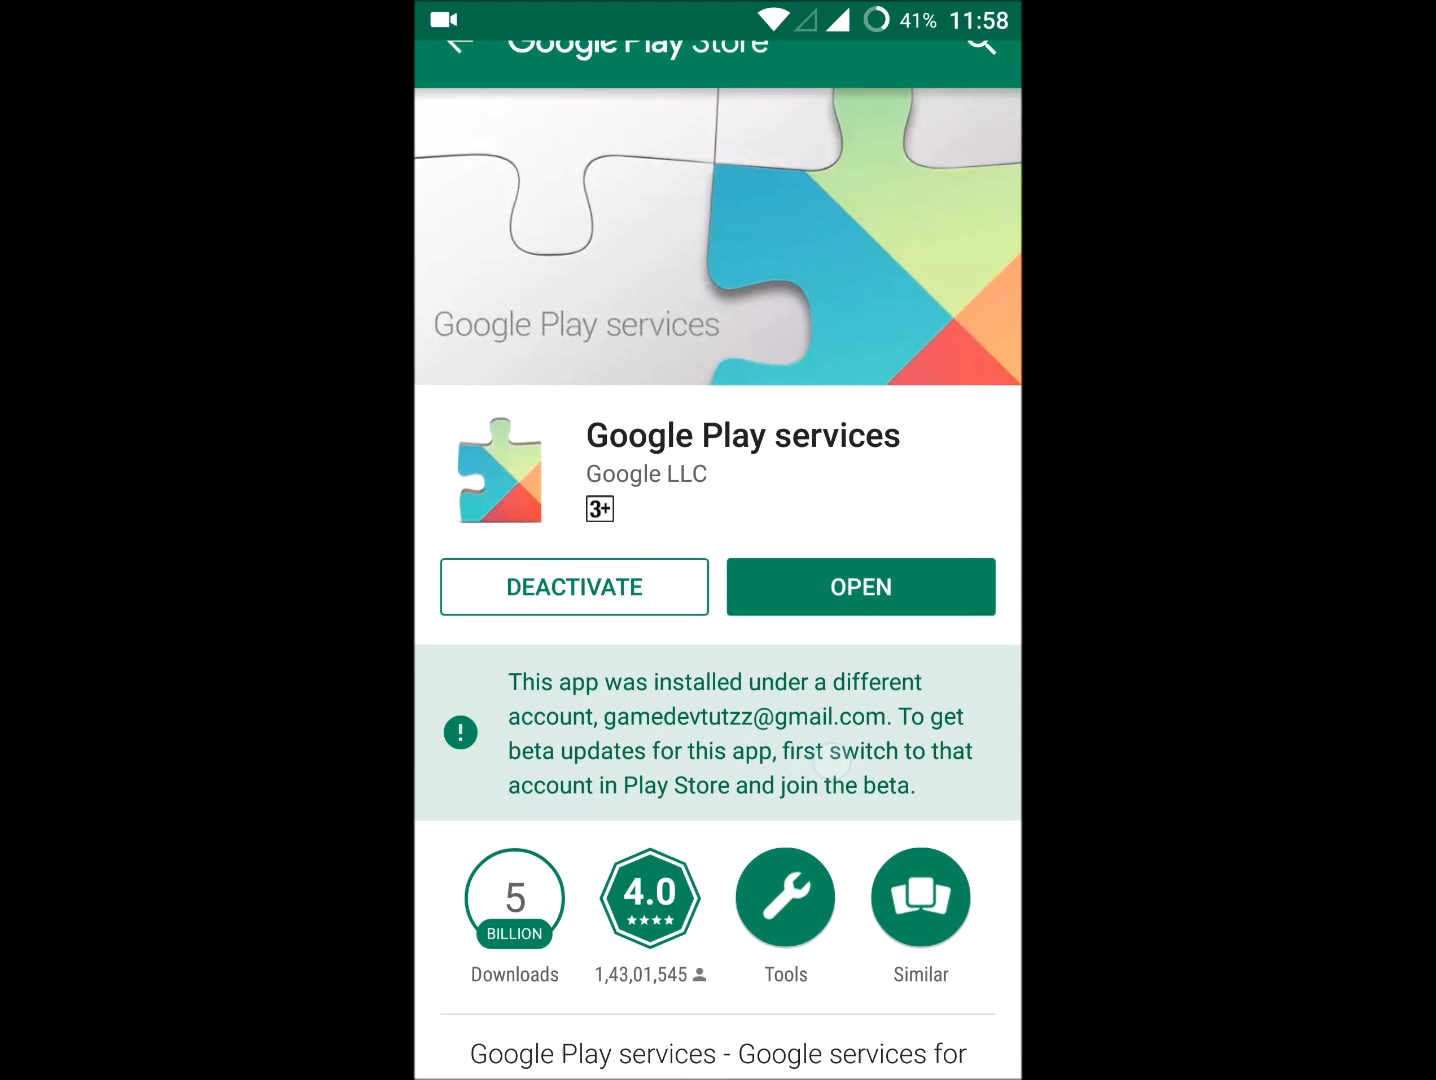 41% 11:58
Google Play Store
Google Play services
Google Play services
Google LLC
3+
DEACTIVATE
OPEN
This app was installed under a different
account, gamedevtutzz@gmail.com. To get
beta updates for this app, first switch to that
account in Play Store and join the beta.
5
BILLION
Downloads
4.0
1,43,01,545
Tools
Similar
Google Play services - Google services for